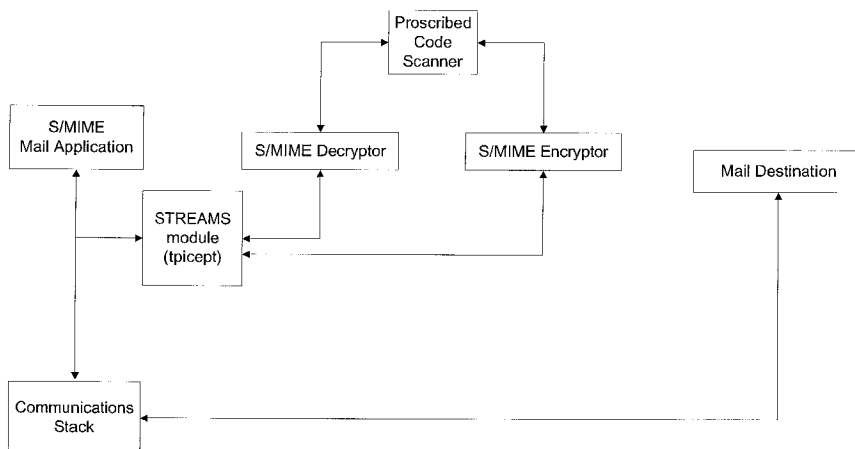 Proscribed
Code
Scanner
S/MIME
Mail Application
S/MIME Decryptor
S/MIME Encryptor
Mail Destination
STREAMS
module
(tpicept)
Communications
Stack